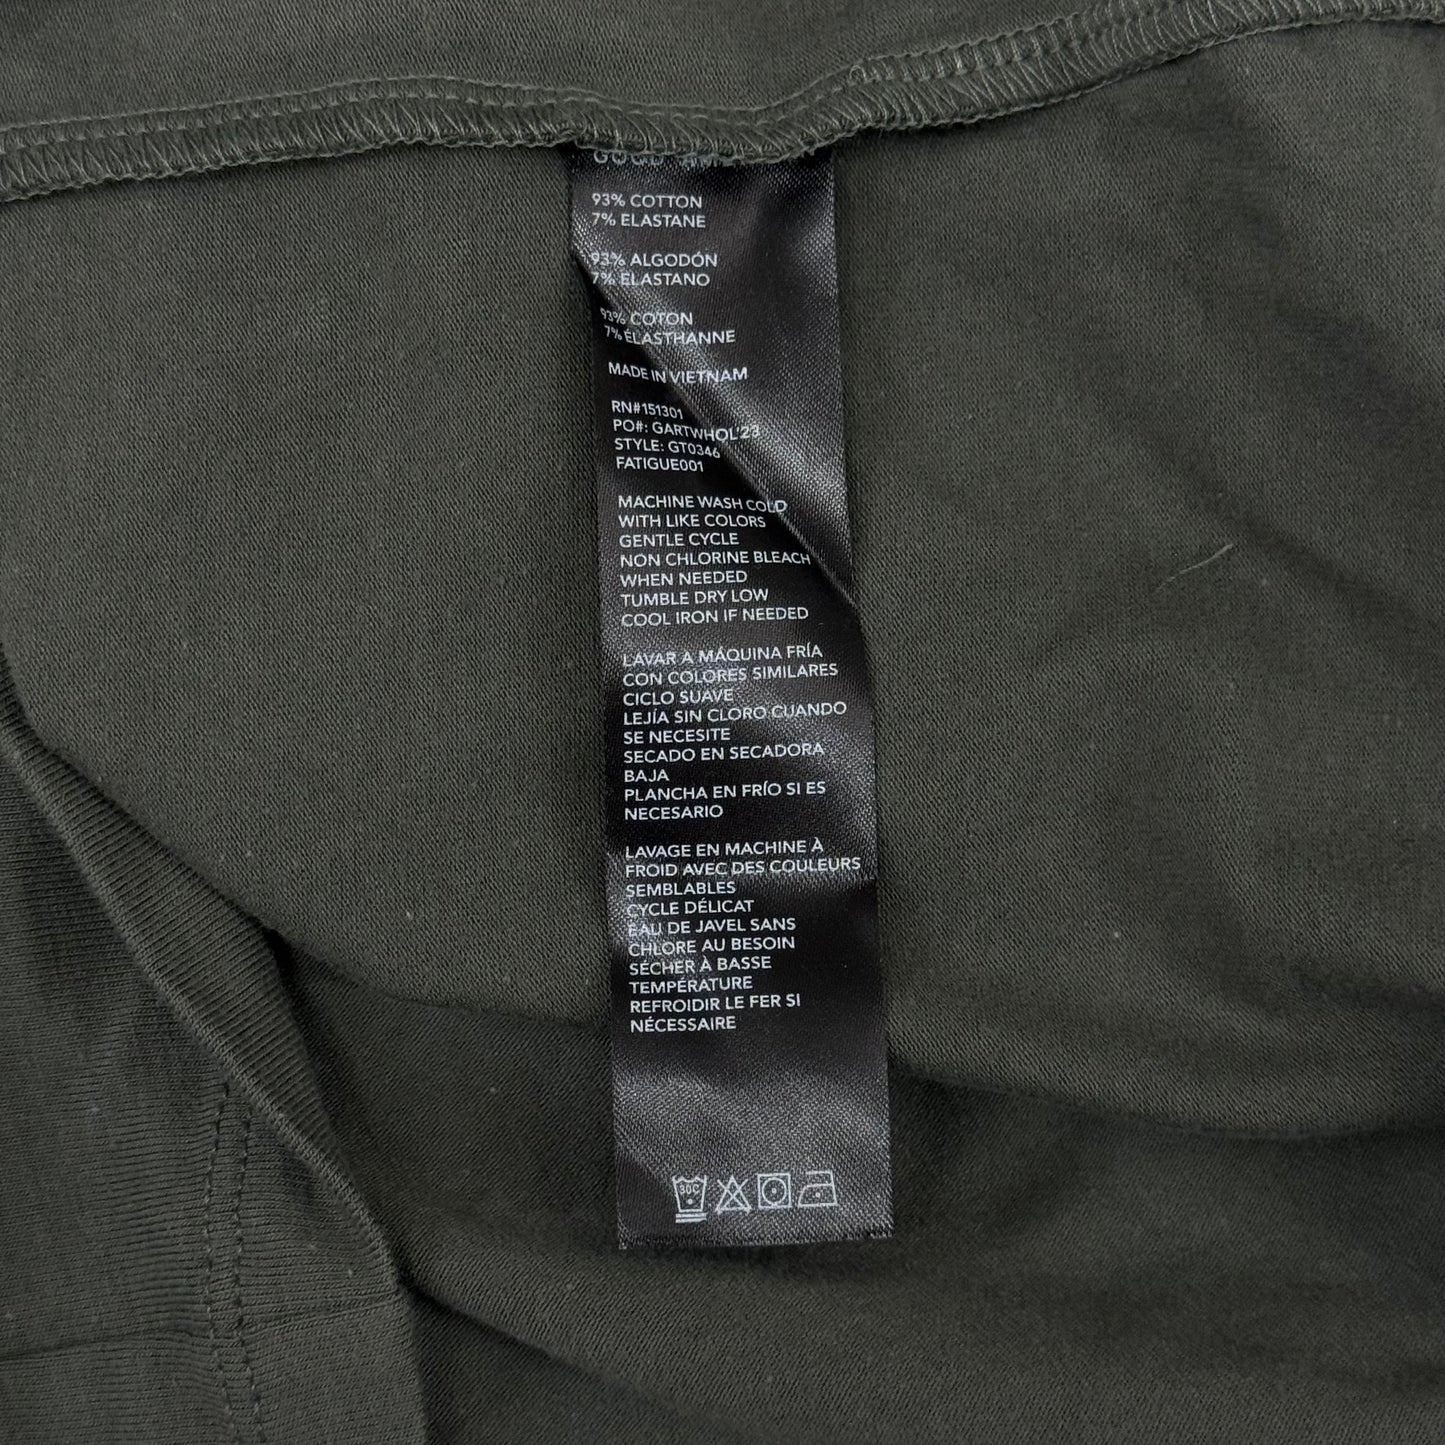 GOOD
93% COTTON
7% ELASTANE
93% ALGODÓN
7% ELASTANO
93% COTON
7% ÉLASTHANNE
MADE IN VIETNAM
RN#151301
PO#: GARTWHOL'23
STYLE: GT0346
FATIGUE001
MACHINE WASH COLD
WITH LIKE COLORS
GENTLE CYCLE
NON CHLORINE BLEACH
WHEN NEEDED
TUMBLE DRY LOW
COOL IRON IF NEEDED
LAVAR A MÁQUINA FRÍA
CON COLORES SIMILARES
CICLO SUAVE
LEJÍA SIN CLORO CUANDO
SE NECESITE
SECADO EN SECADORA
BAJA
PLANCHA EN FRÍO SI ES
NECESARIO
LAVAGE EN MACHINE À
FROID AVEC DES COULEURS
SEMBLABLES
CYCLE DÉLICAT
EAU DE JAVEL SANS
CHLORE AU BESOIN
SÉCHER À BASSE
TEMPÉRATURE
REFROIDIR LE FER SI
NÉCESSAIRE
30C